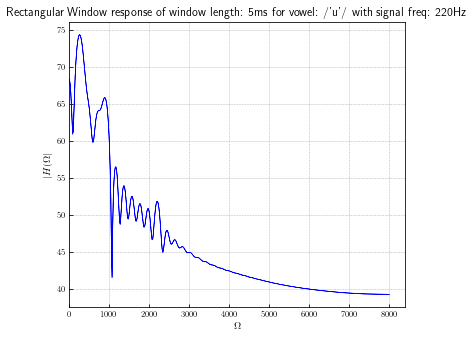 Rectangular Window response of window length: 5ms for vowel: /'u'/ with signal freq: 220Hz
|H(Ω|
75
70
65
60
55
50
45
40
0 1000 2000 3000 4000 5000 6000 7000 8000
Ω